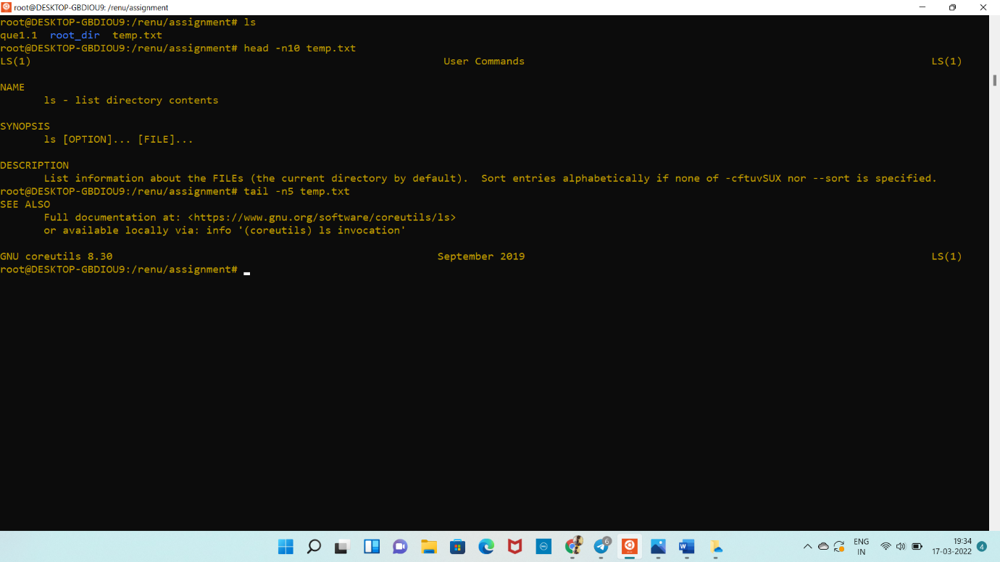 root@DESKTOP-GBDIOU9: /renu/assignment
root@DESKTOP-GBDIOU9:/renu/assignment# ls
que1.1  root_dir  temp.txt
root@DESKTOP-GBDIOU9:/renu/assignment# head -n10 temp.txt
LS(1) User Commands LS(1)
NAME
ls - list directory contents
SYNOPSIS
ls [OPTION]... [FILE]...
DESCRIPTION
List information about the FILEs (the current directory by default).  Sort entries alphabetically if none of -cftuvSUX nor --sort is specified.
root@DESKTOP-GBDIOU9:/renu/assignment# tail -n5 temp.txt
SEE ALSO
Full documentation at: <https://www.gnu.org/software/coreutils/ls>
or available locally via: info '(coreutils) ls invocation'
GNU coreutils 8.30 September 2019 LS(1)
root@DESKTOP-GBDIOU9:/renu/assignment#
6
W
ENG
IN
19:34
17-03-2022
4